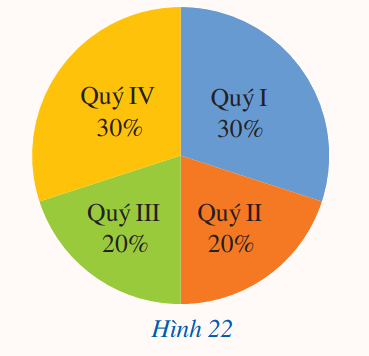 Quý IV
30%
Quý I
30%
Quý III
20%
Quý II
20%
Hình 22